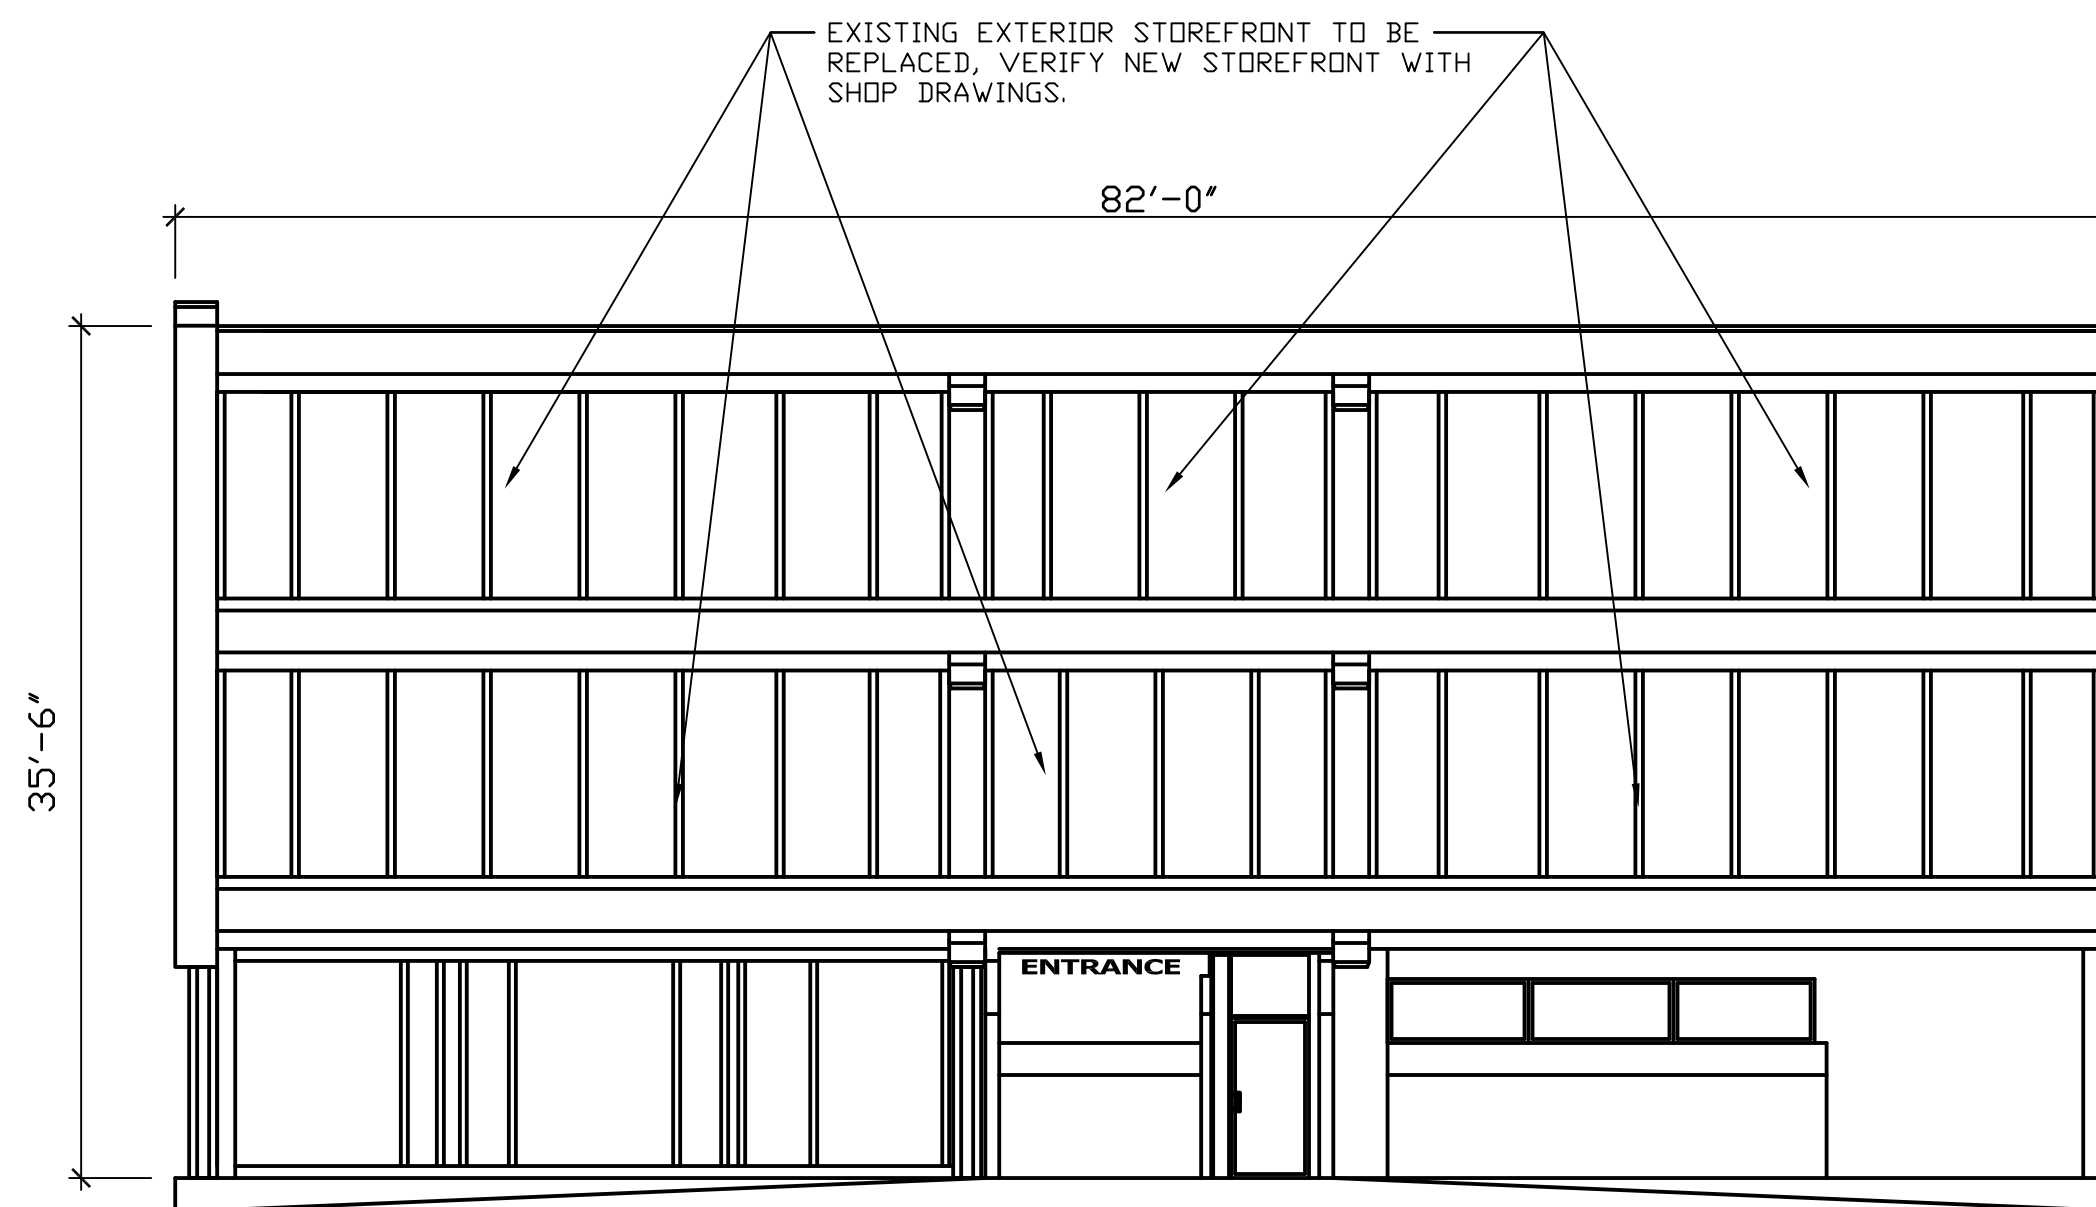 EXISTING EXTERIOR STOREFRONT TO BE
REPLACED, VERIFY NEW STOREFRONT WITH
SHOP DRAWINGS.
82'-0"
35'-6"
ENTRANCE